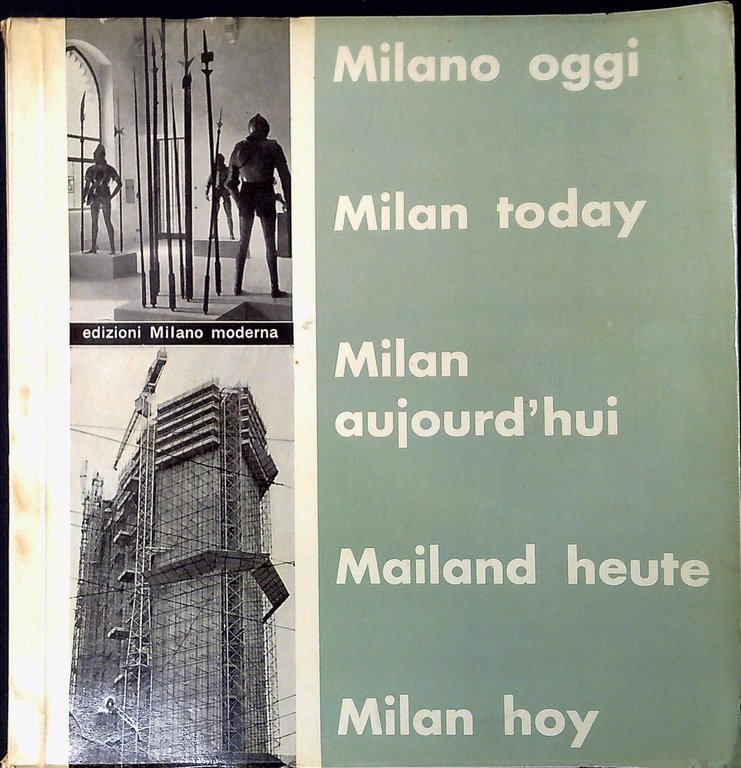 Milano oggi
Milan today
edizioni Milano moderna
Milan
aujourd'hui
Mailand heute
Milan hoy